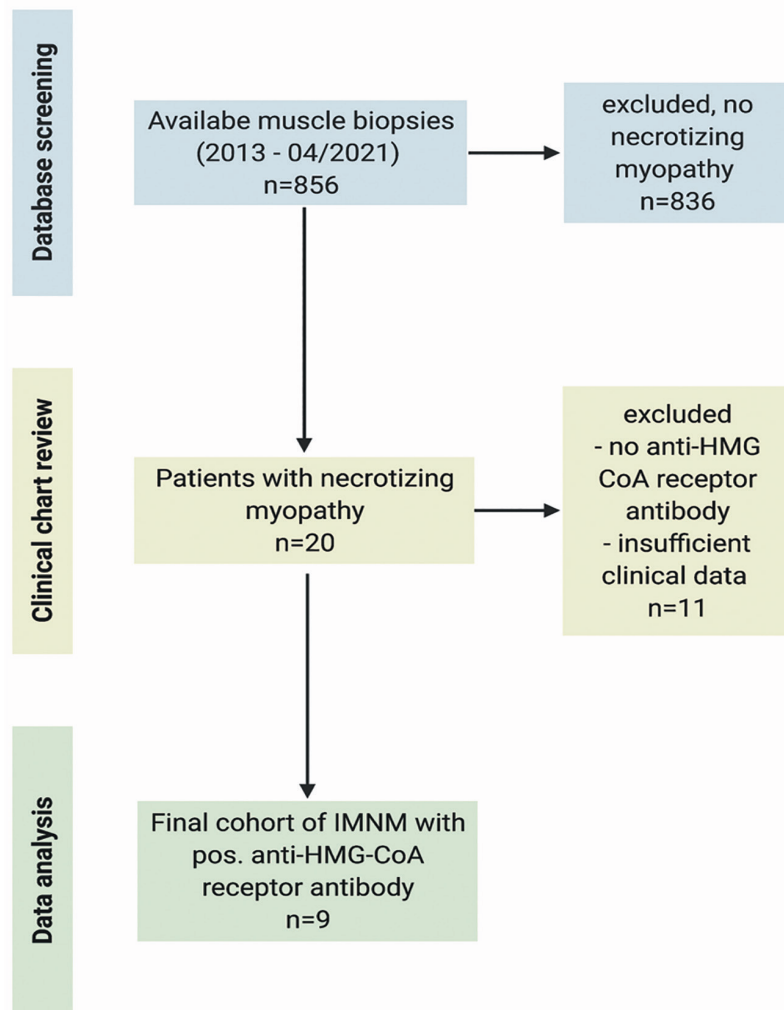 Database screening
Availabe muscle biopsies
(2013 - 04/2021)
n=856
excluded, no
necrotizing
myopathy
n=836
Clinical chart review
Patients with necrotizing
myopathy
n=20
excluded
- no anti-HMG
CoA receptor
antibody
- insufficient
clinical data
n=11
Data analysis
Final cohort of IMNM with
pos. anti-HMG-CoA
receptor antibody
n=9